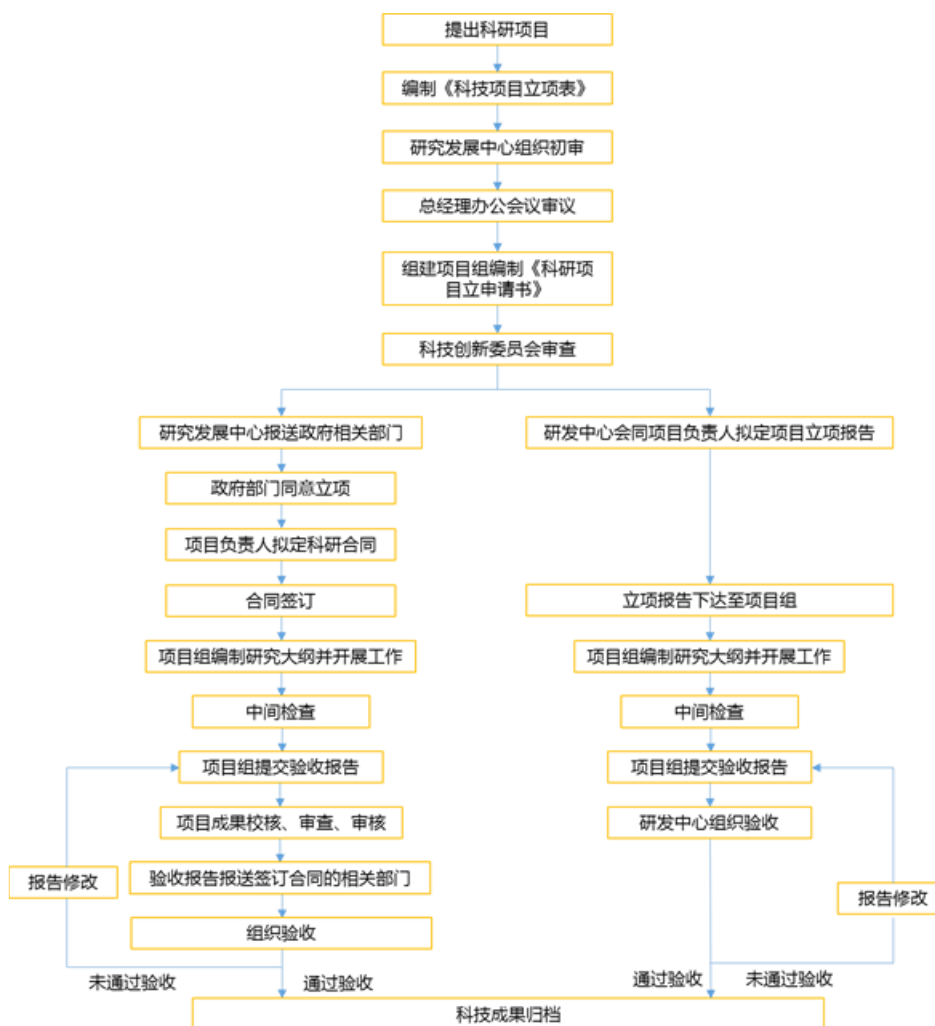 提出科研项目
编制《科技项目立项表》
研究发展中心组织初审
总经理办公会议审议
组建项目组编制《科研项
目立申请书》
科技创新委员会审查
研究发展中心报送政府相关部门
研发中心会同项目负责人拟定项目立项报告
政府部门同意立项
项目负责人拟定科研合同
合同签订
立项报告下达至项目组
项目组编制研究大纲并开展工作
项目组编制研究大纲并开展工作
中间检查
中间检查
项目组提交验收报告
项目组提交验收报告
项目成果校核、审查、审核
研发中心组织验收
报告修改
验收报告报送签订合同的相关部门
报告修改
组织验收
未通过验收
通过验收
通过验收
未通过验收
科技成果归档